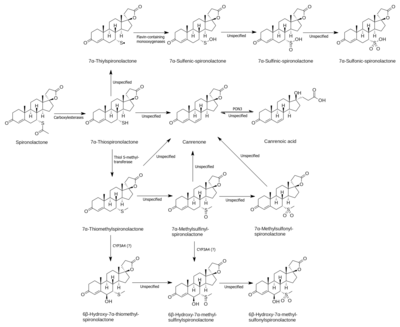 Flavin-containing
monooxygenases
Unspecified
Unspecified
7α-Thiylspironolactone
7α-Sulfenic-spironolactone
7α-Sulfinic-spironolactone
7α-Sulfonic-spironolactone
Unspecified
Carboxylesterases
Unspecified
PON3
Unspecified
Spironolactone
7α-Thiospironolactone
Canrenone
Canrenoic acid
Thiol S-methyl-
transferase
Unspecified
Unspecified
Unspecified
Unspecified
Unspecified
7α-Thiomethylspironolactone
7α-Methylsulfinyl-
spironolactone
7α-Methylsulfonyl-
spironolactone
CYP3A4 (?)
CYP3A4 (?)
Unspecified
Unspecified
6β-Hydroxy-7α-thiomethyl-
spironolactone
6β-Hydroxy-7α-methyl-
sulfinylspironolactone
6β-Hydroxy-7α-methyl-
sulfonylspironolactone